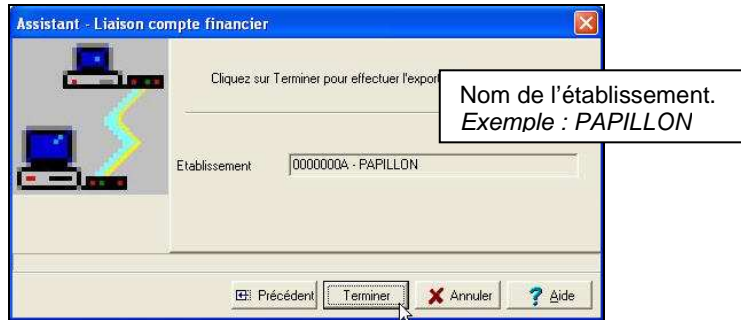 Assistant - Liaison compte financier
Cliquez sur Terminer pour effectuer l'expor
Nom de l'établissement.
Exemple : PAPILLON
Etablissement
0000000A - PAPILLON
Précédent
Terminer
Annuler
? Aide